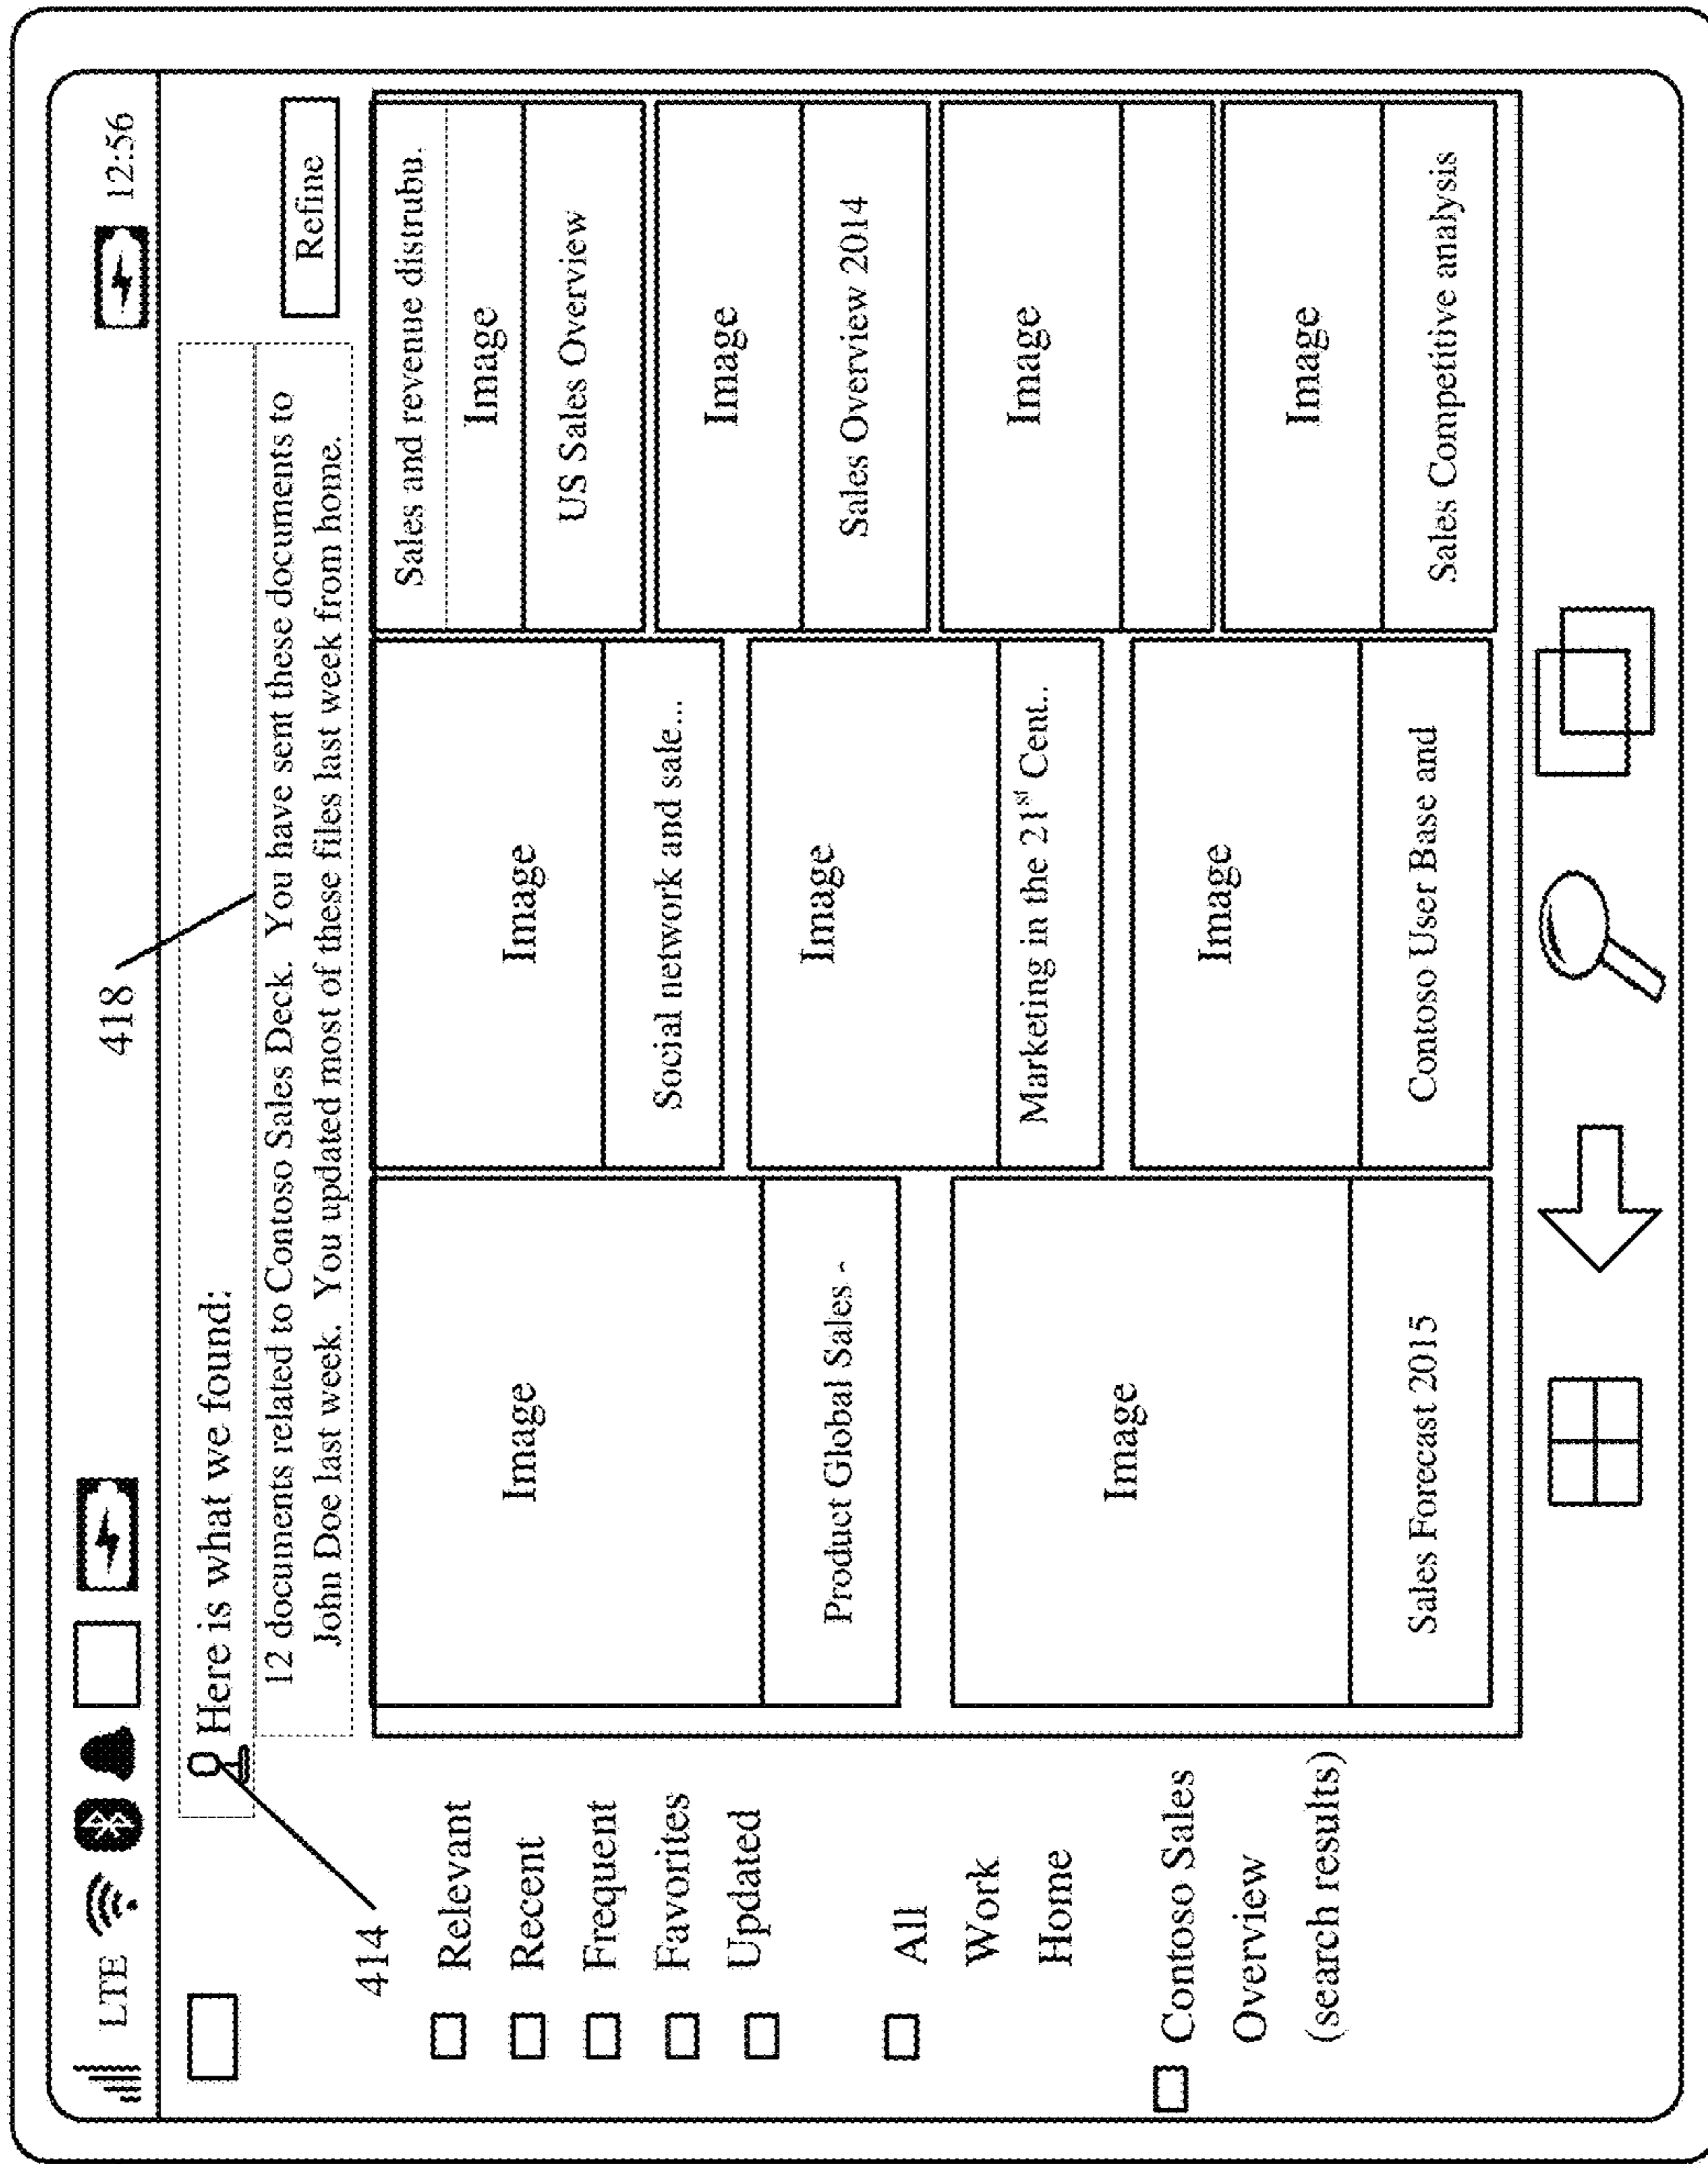 LTE
12:56
418
Here is what we found:
12 documents related to Contoso Sales Deck. You have sent these documents to
John Doe last week. You updated most of these files last week from home.
Refine
414
Relevant
Recent
Frequent
Favorites
Updated
All
Work
Home
Contoso Sales
Overview
(search results)
Image
Product Global Sales -
Image
Sales Forecast 2015
Image
Social network and sale...
Image
Marketing in the 21st Cent..
Image
Contoso User Base and
Sales and revenue distrubu.
Image
US Sales Overview
Image
Sales Overview 2014
Image
Image
Sales Competitive analysis